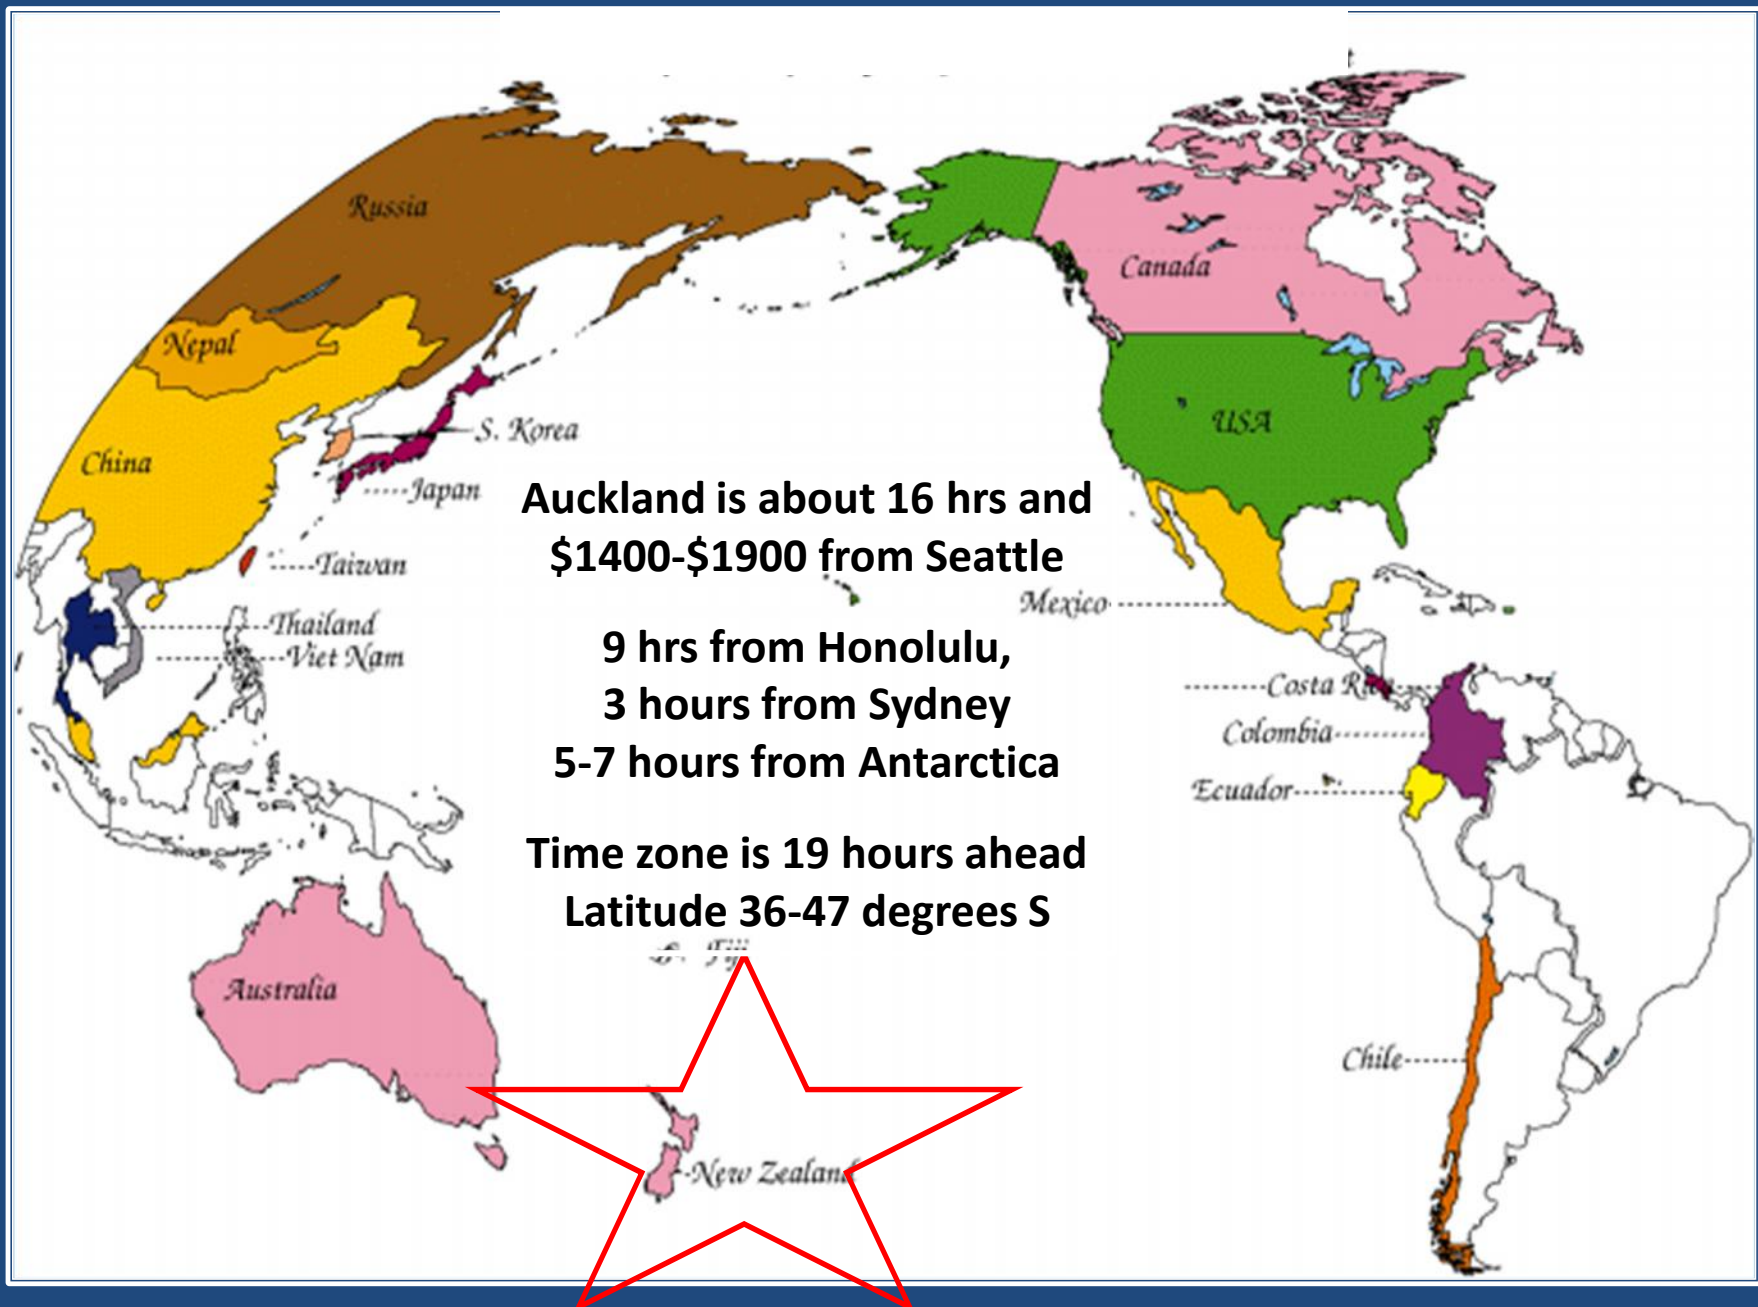 Russia
Canada
Nepal
USA
S. Korea
China
Japan
Auckland is about 16 hrs and
$1400-$1900 from Seattle
Taiwan
Mexico
Thailand
Viet Nam
9 hrs from Honolulu,
3 hours from Sydney
5-7 hours from Antarctica
Costa
Colombia
Ecuador
Time zone is 19 hours ahead
Latitude 36-47 degrees S
Fiji
Australia
Chile
New Zealand